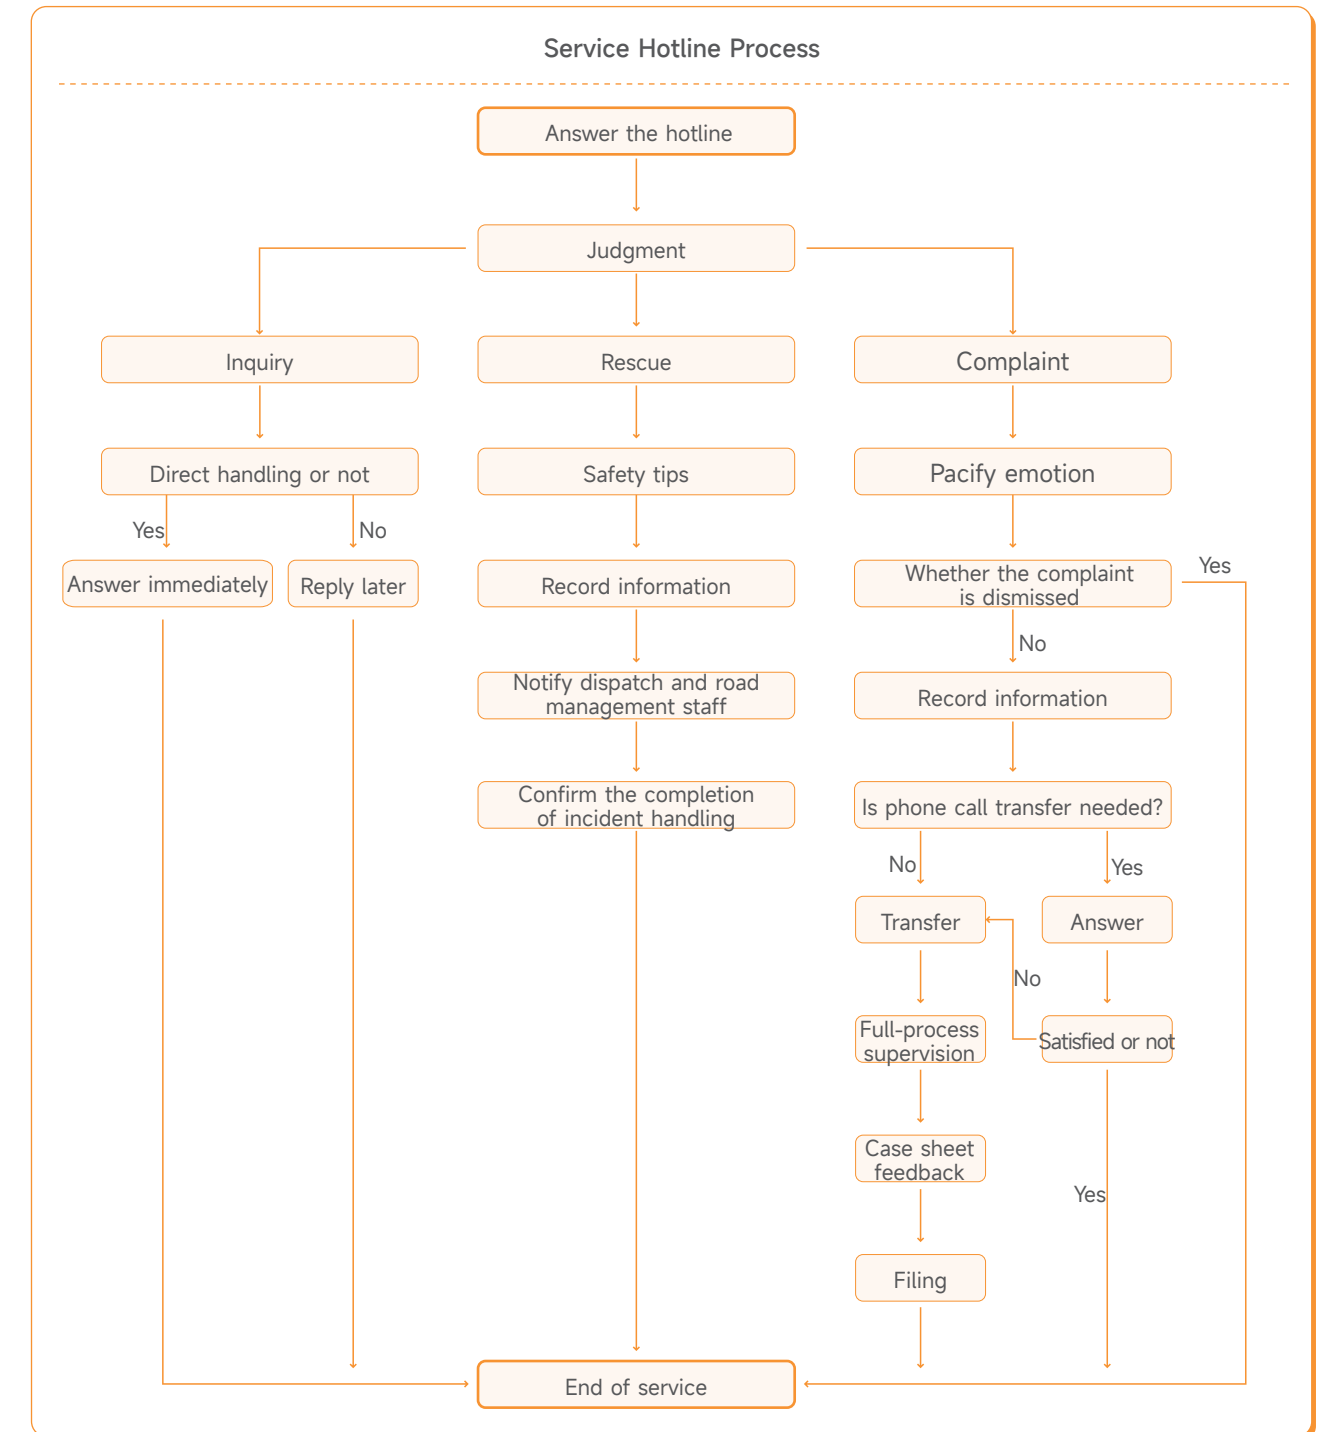 Service Hotline Process
Answer the hotline
Judgment
Inquiry
Rescue
Complaint
Direct handling or not
Safety tips
Pacify emotion
Yes
No
Answer immediately
Reply later
Record information
Whether the complaint
is dismissed
Yes
No
Notify dispatch and road
management staff
Record information
Confirm the completion
of incident handling
Is phone call transfer needed?
No
Yes
Transfer
Answer
No
Full-process
supervision
Satisfied or not
Case sheet
feedback
Yes
Filing
End of service